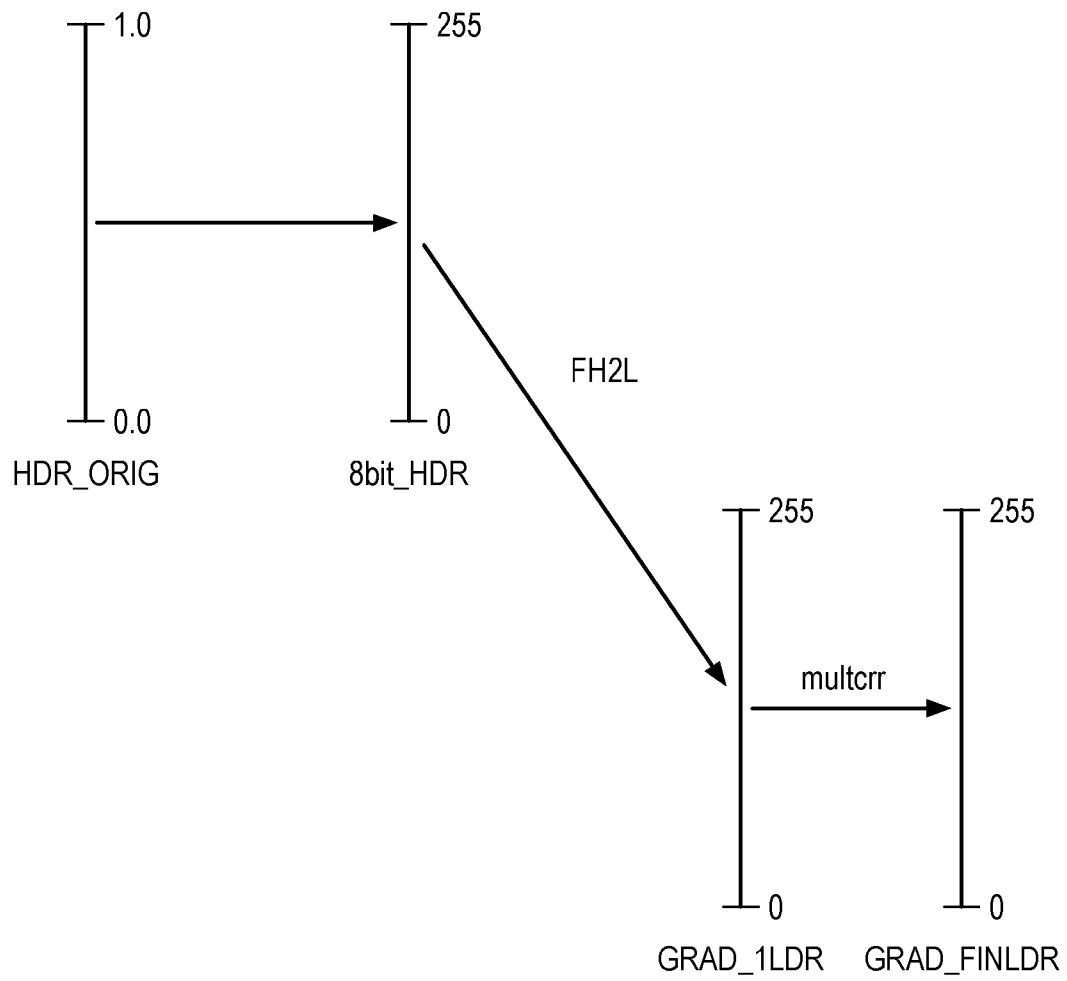 1.0
255
FH2L
0.0
0
HDR_ORIG
8bit_HDR
255
255
multcrr
0
0
GRAD_1LDR
GRAD_FINLDR